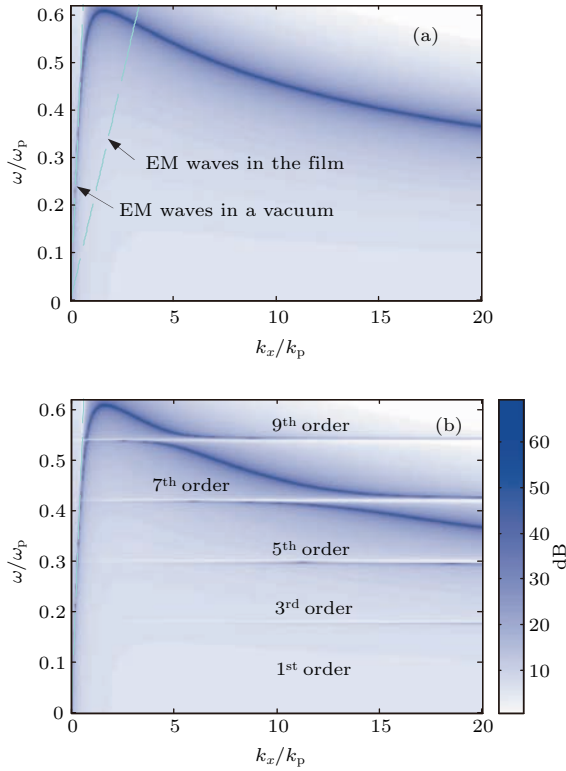 0.6
0.5
0.4
0.3
0.2
0.1
0
ω/ωp
(a)
EM waves in the film
EM waves in a vacuum
0 5 10 15 20
kx/kp
0.6
0.5
0.4
0.3
0.2
0.1
0
ω/ωp
(b)
9th order
7th order
5th order
3rd order
1st order
0 5 10 15 20
kx/kp
60
50
40
30
20
10
dB